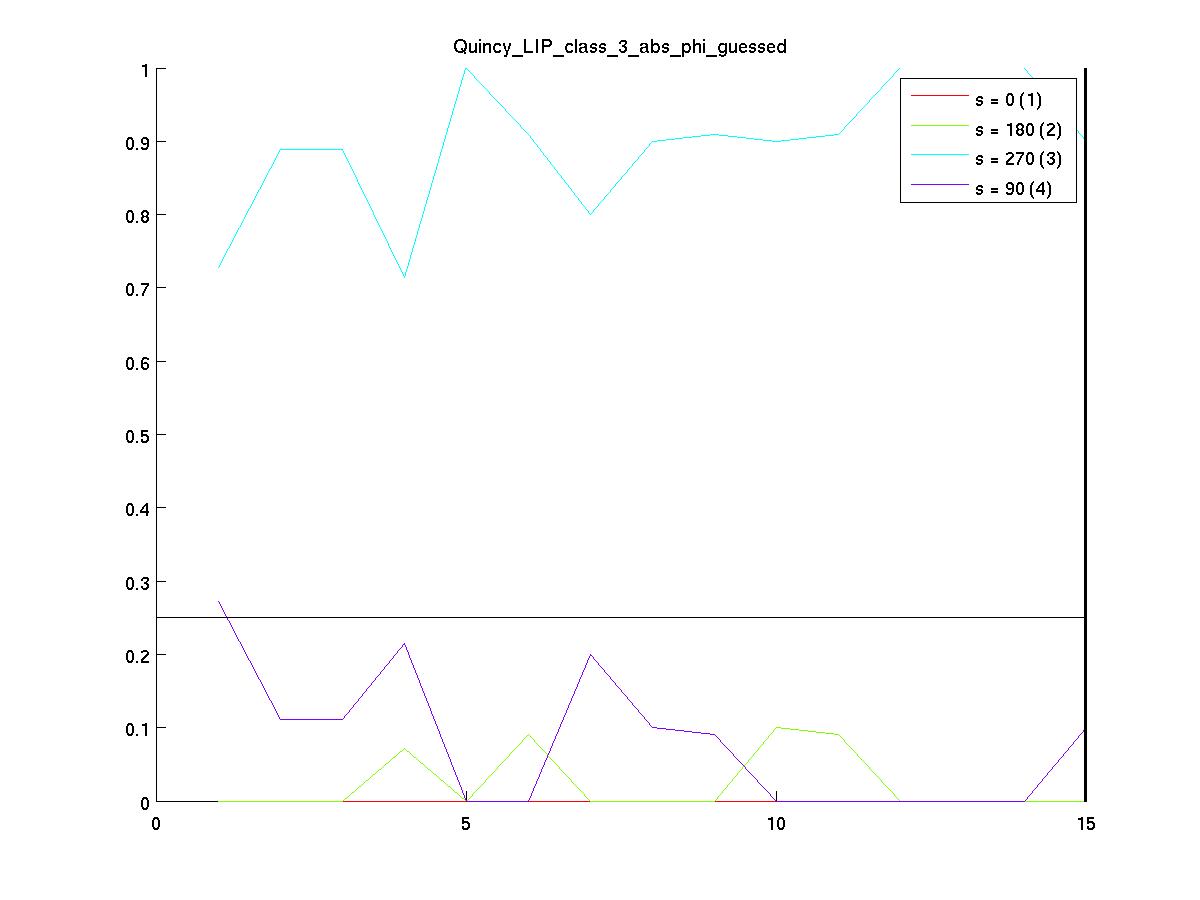 Quincy_LIP_class_3_abs_phi_guessed
1
0.9
0.8
0.7
0.6
0.5
0.4
0.3
0.2
0.1
0
s = 0 (1)
s = 180 (2)
s = 270 (3)
s = 90 (4)
0 5 10 15